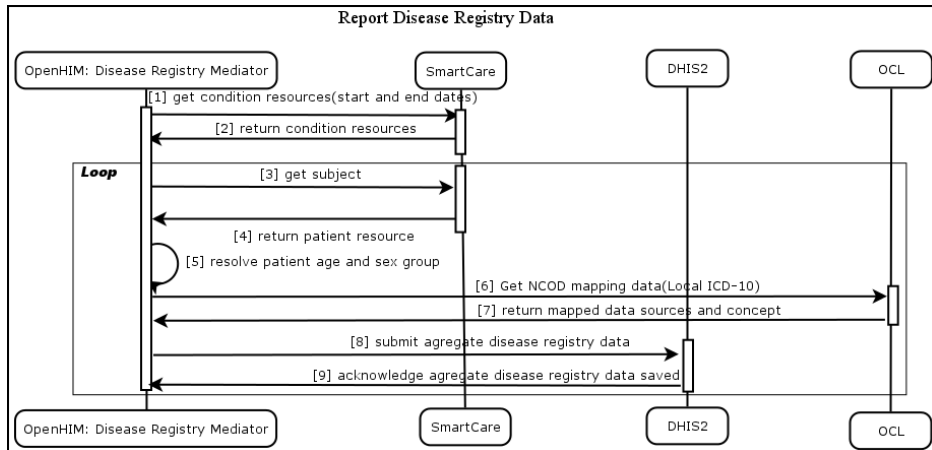 Report Disease Registry Data
OpenHIM: Disease Registry Mediator
SmartCare
DHIS2
OCL
[1] get condition resources(start and end dates)
[2] return condition resources
Loop
[3] get subject
[4] return patient resource
[5] resolve patient age and sex group
[6] Get NCOD mapping data(Local ICD-10)
[7] return mapped data sources and concept
[8] submit agregate disease registry data
[9] acknowledge agregate disease registry data saved
OpenHIM: Disease Registry Mediator
SmartCare
DHIS2
OCL